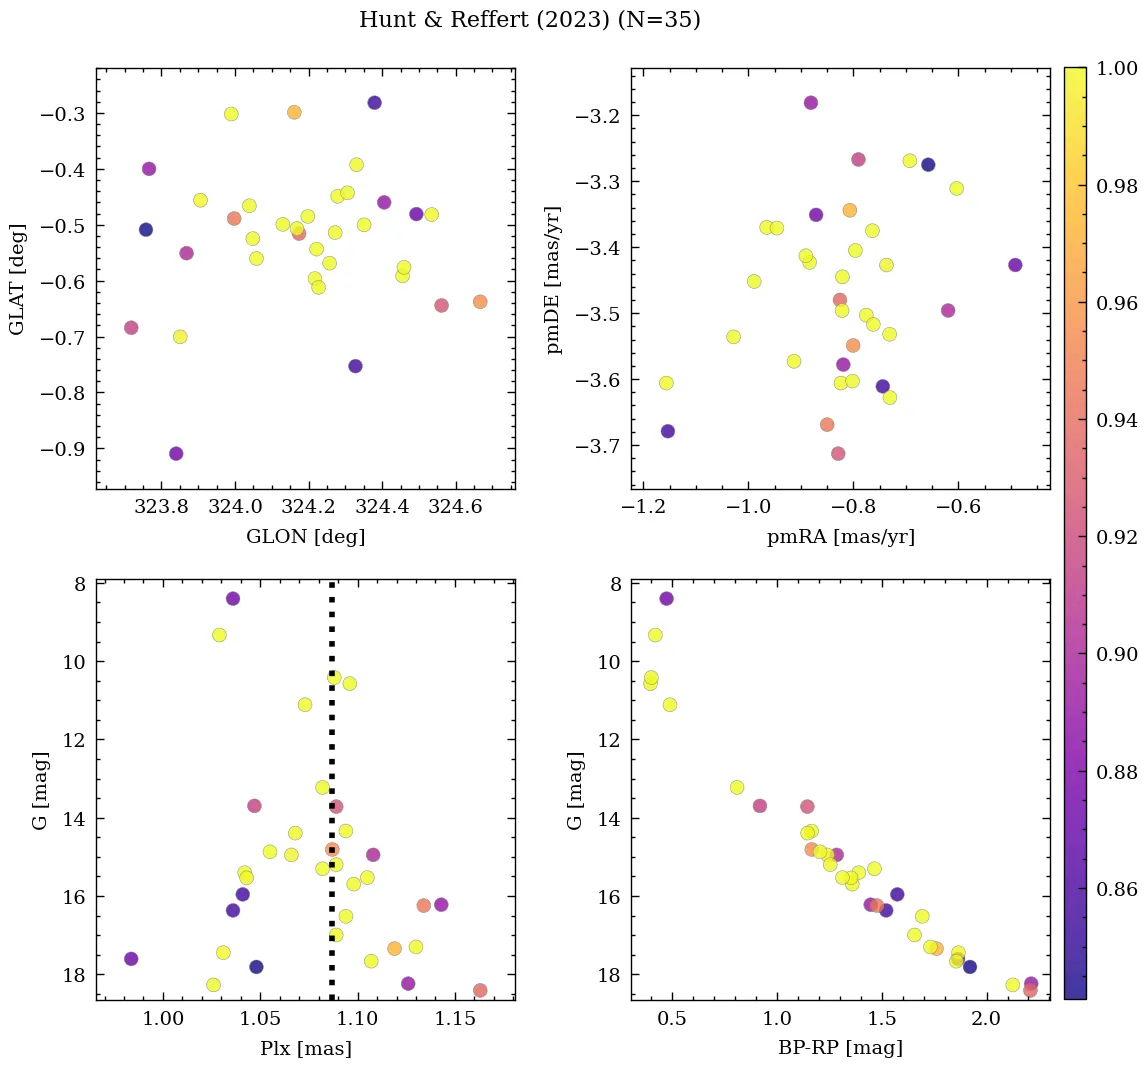 Hunt & Reffert (2023) (N=35)
−0.3
−0.4
−0.5
−0.6
−0.7
−0.8
−0.9
GLAT [deg]
323.8 324.0 324.2 324.4 324.6
GLON [deg]
−3.2
−3.3
−3.4
−3.5
−3.6
−3.7
pmDE [mas/yr]
−1.2 −1.0 −0.8 −0.6
pmRA [mas/yr]
8
10
12
14
16
18
G [mag]
1.00 1.05 1.10 1.15
Plx [mas]
8
10
12
14
16
18
G [mag]
0.5 1.0 1.5 2.0
BP-RP [mag]
1.00
0.98
0.96
0.94
0.92
0.90
0.88
0.86